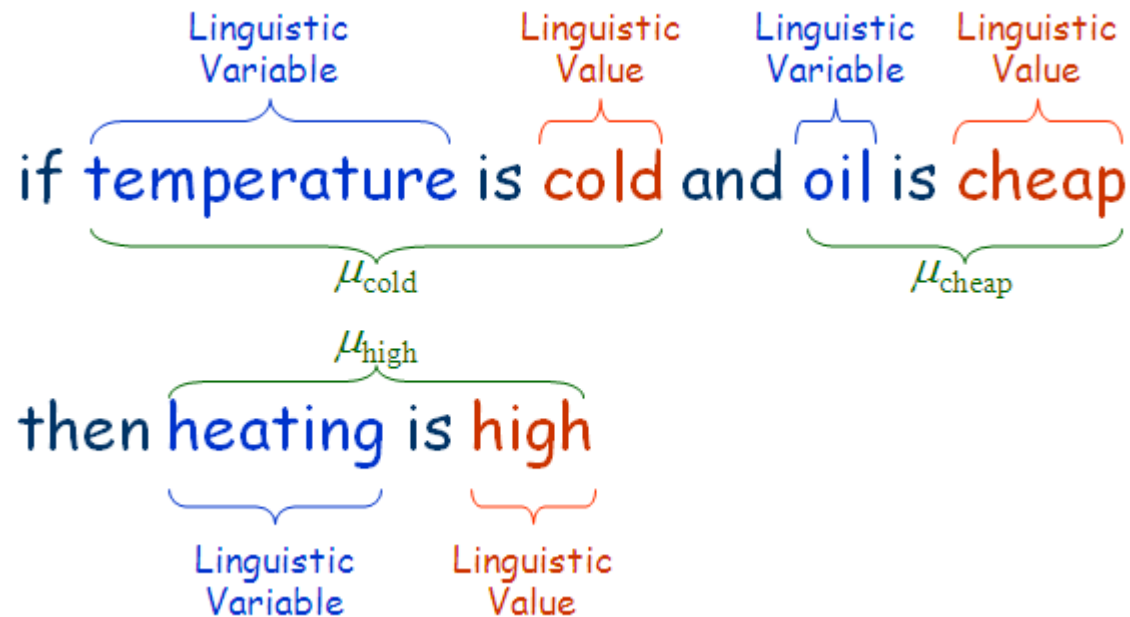 Linguistic Linguistic Linguistic Linguistic
Variable Value Variable Value
if temperature is cold and oil is cheap
μcold μcheap
μhigh
then heating is high
Linguistic Linguistic
Variable Value